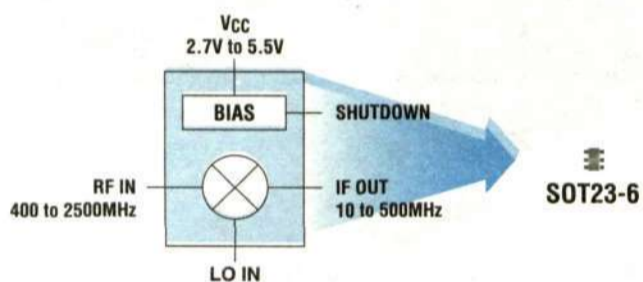 VCC
2.7V to 5.5V
BIAS
SHUTDOWN
RF IN
400 to 2500MHz
IF OUT
10 to 500MHz
LO IN
SOT23-6